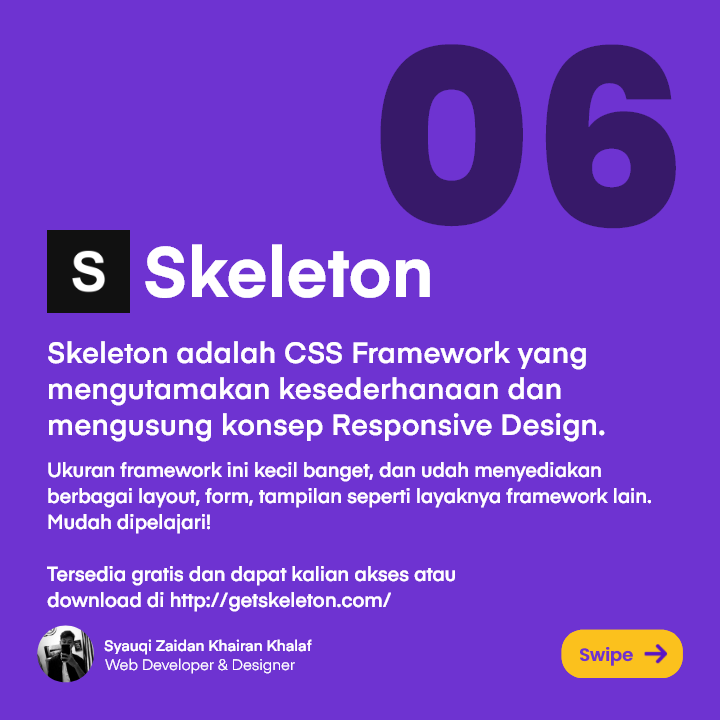 06
S Skeleton
Skeleton adalah CSS Framework yang
mengutamakan kesederhanaan dan
mengusung konsep Responsive Design.
Ukuran framework ini kecil banget, dan udah menyediakan
berbagai layout, form, tampilan seperti layaknya framework lain.
Mudah dipelajari!
Tersedia gratis dan dapat kalian akses atau
download di http://getskeleton.com/
Syauqi Zaidan Khairan Khalaf
Web Developer & Designer
Swipe